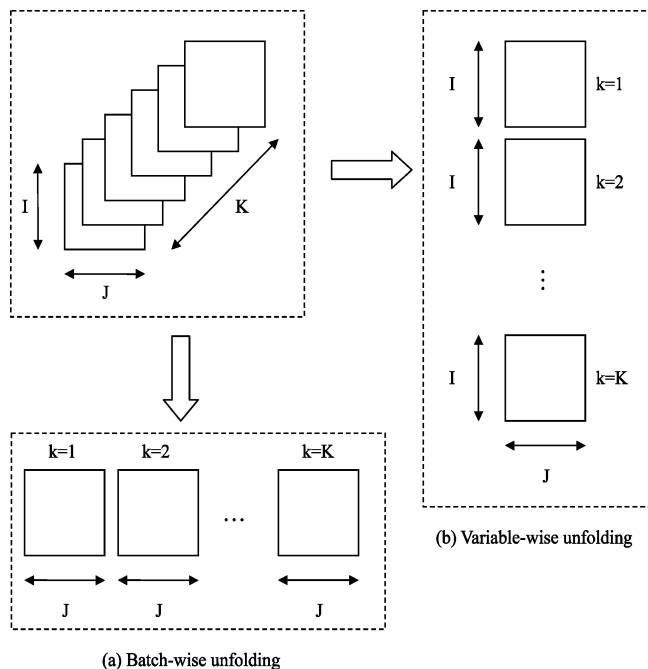 I
J
K
I
k=1
I
k=2
⋮
I
k=K
J
(b) Variable-wise unfolding
k=1
k=2
k=K
...
J
J
J
(a) Batch-wise unfolding